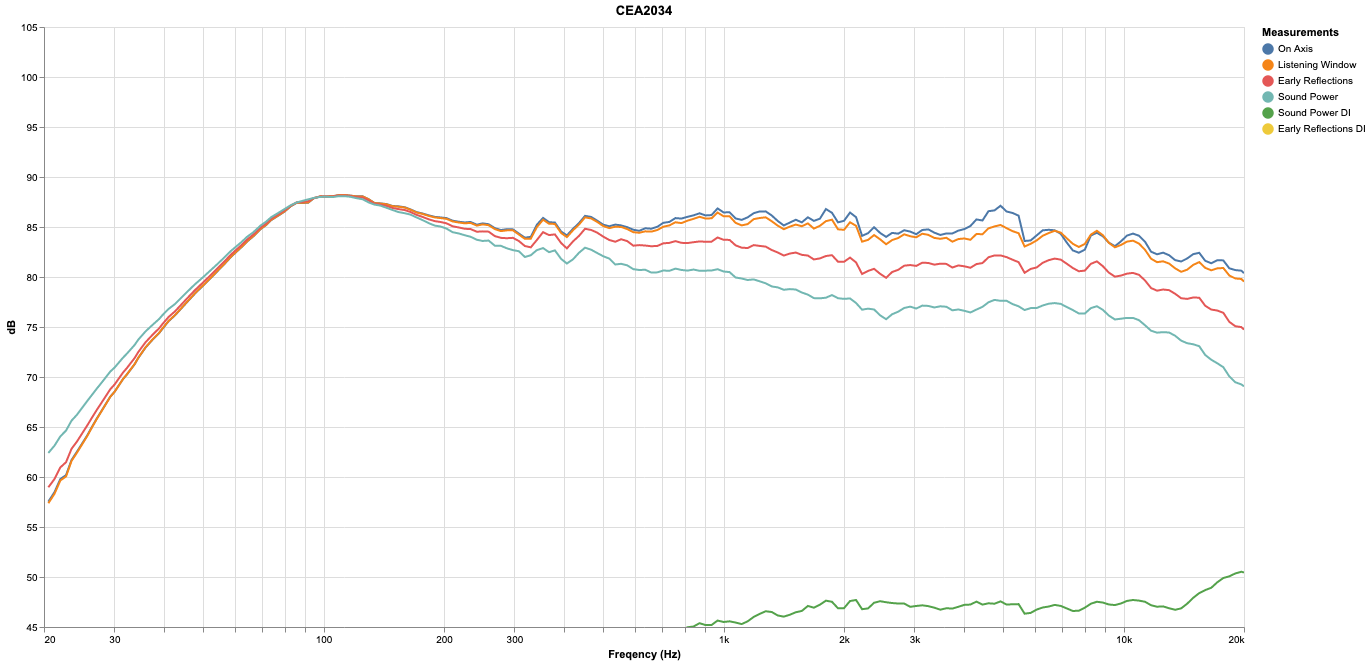 CEA2034
105
100
95
90
85
80
75
70
65
60
55
50
45
dB
20 30 100 200 300 1k 2k 3k 10k 20k
Freqency (Hz)
Measurements
On Axis
Listening Window
Early Reflections
Sound Power
Sound Power DI
Early Reflections DI